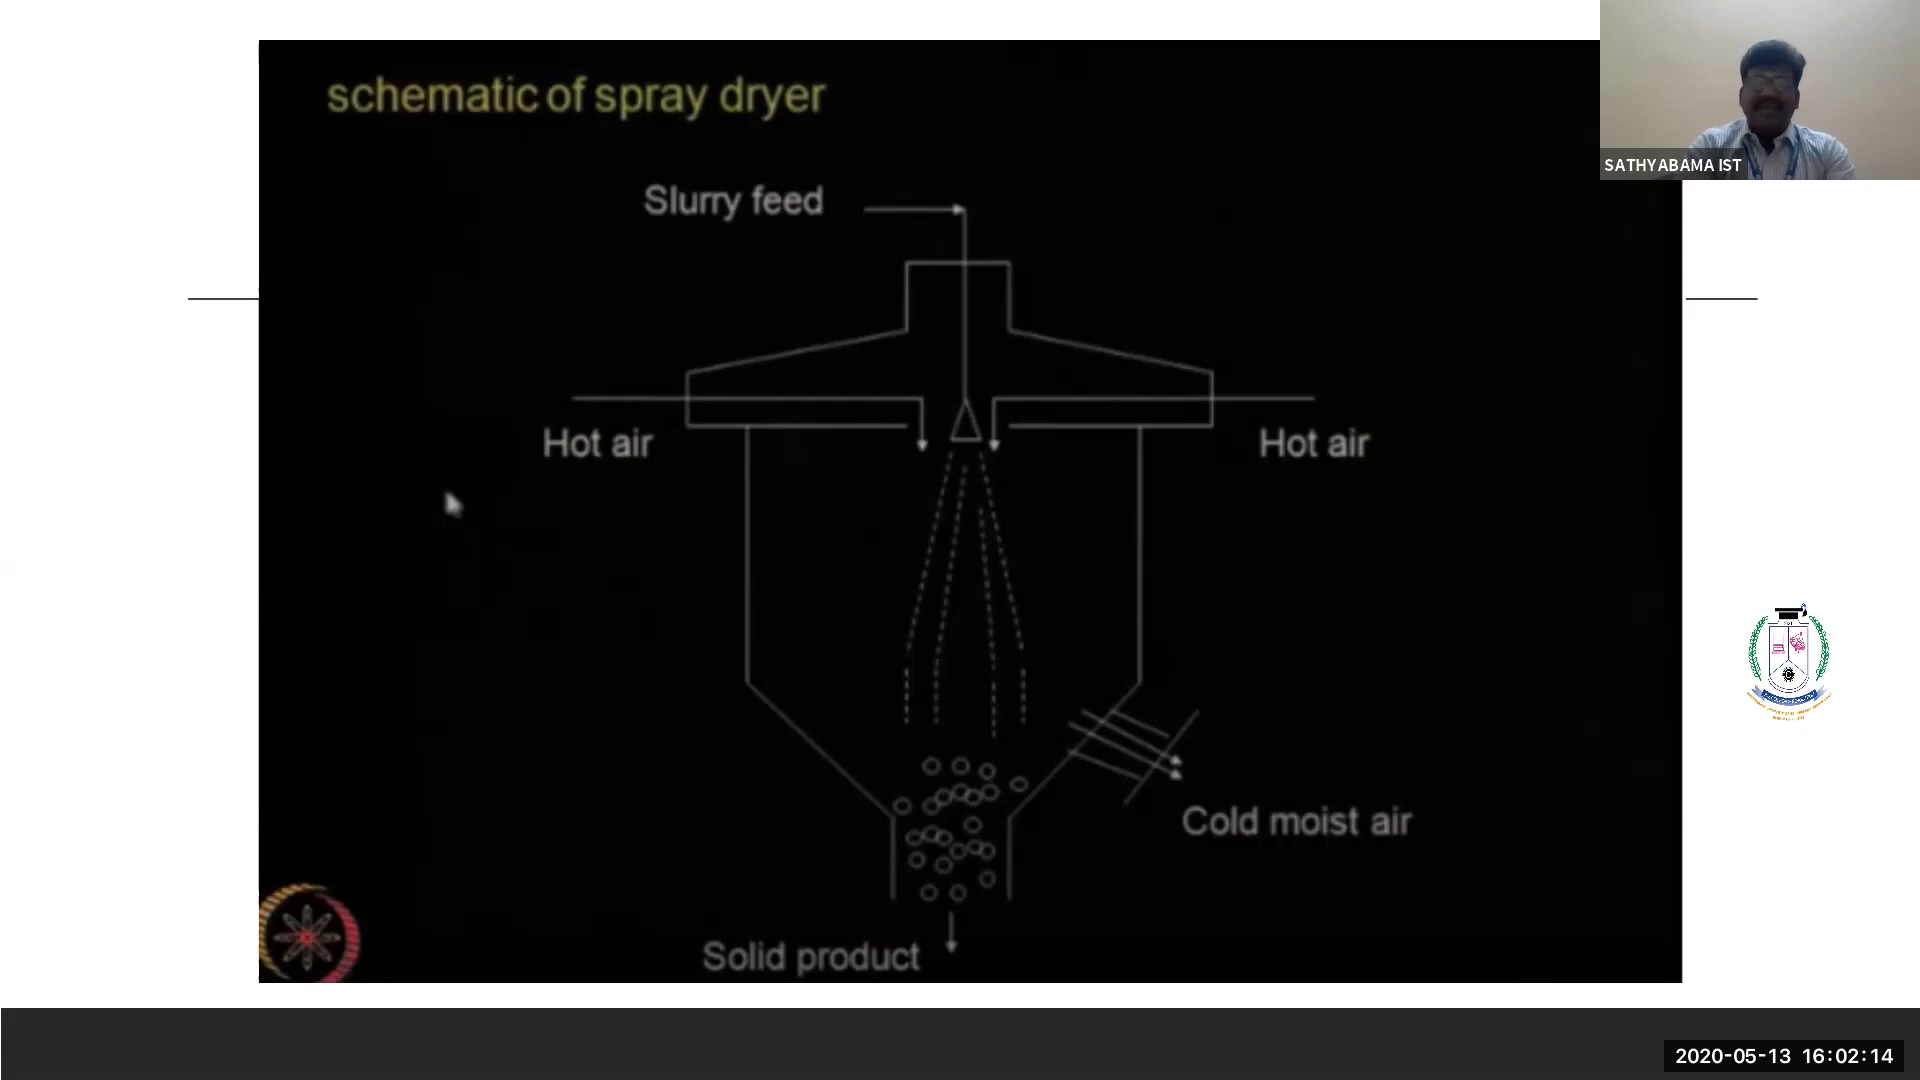 schematic of spray dryer
SATHYABAMA IST
Slurry feed
Hot air
Hot air
Cold moist air
Solid product
2020-05-13 16:02:14